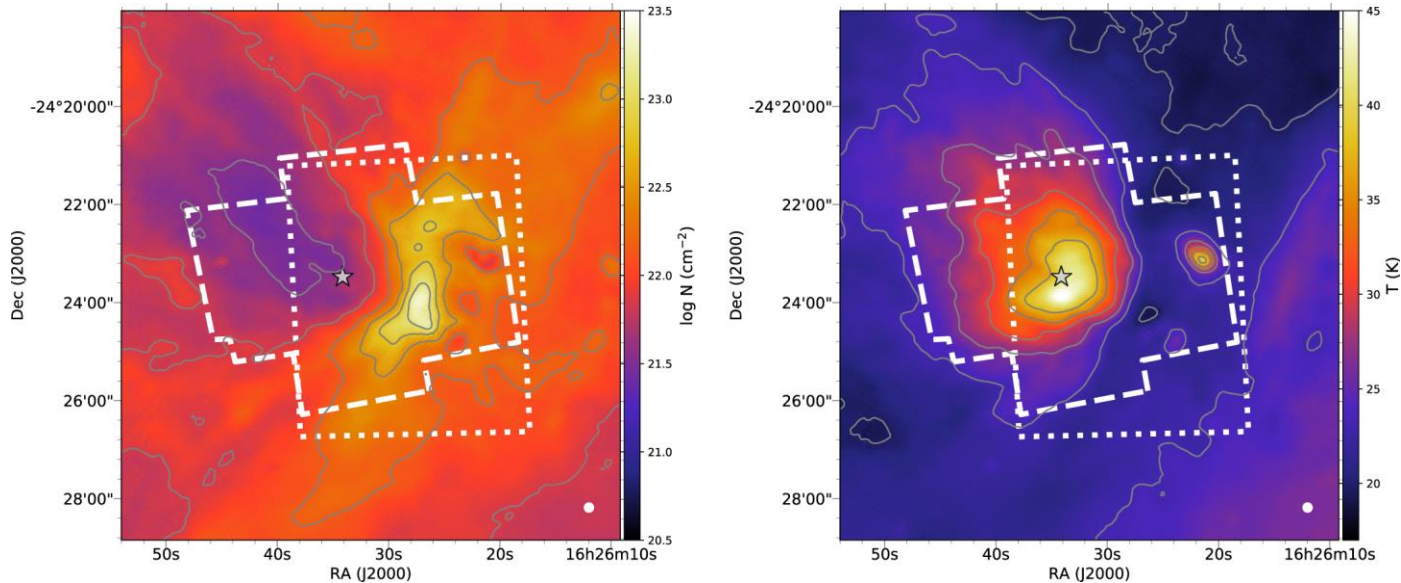 -24°20'00"
22'00"
24'00"
26'00"
28'00"
Dec (J2000)
50s
40s
30s
20s
16h26m10s
RA (J2000)
23.5
23.0
22.5
22.0
21.5
21.0
20.5
log N (cm⁻²)
-24°20'00"
22'00"
24'00"
26'00"
28'00"
Dec (J2000)
50s
40s
30s
20s
16h26m10s
RA (J2000)
45
40
35
30
25
20
T (K)